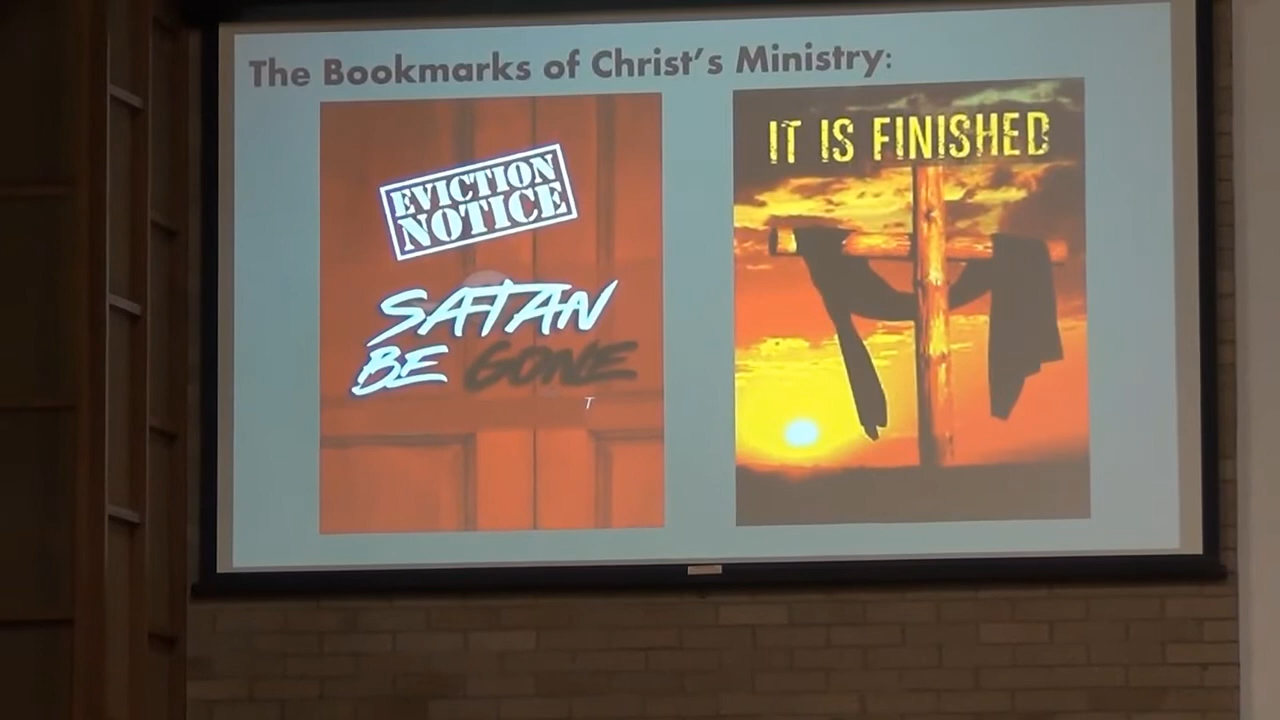 The Bookmarks of Christ's Ministry:
EVICTION
NOTICE
SATAN
BE GONE
T
IT IS FINISHED